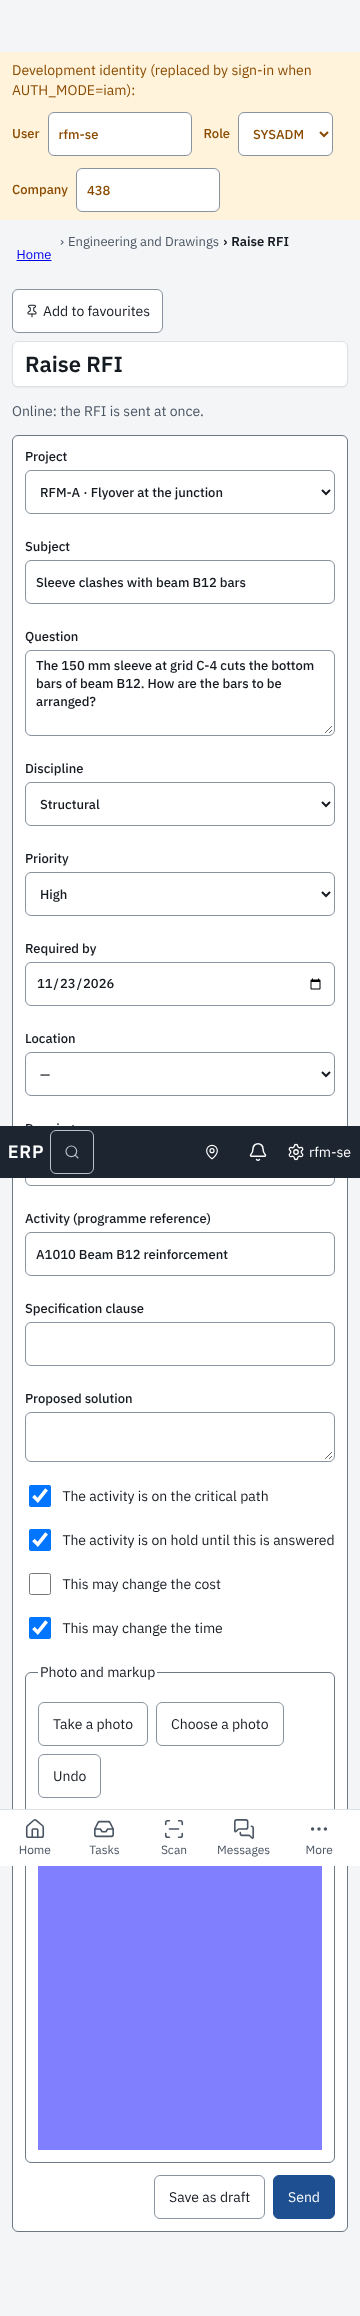 Development identity (replaced by sign-in when
AUTH_MODE=iam):
User rfm-se Role SYSADM
Company 438
Home › Engineering and Drawings › Raise RFI
Add to favourites
Raise RFI
Online: the RFI is sent at once.
Project
RFM-A · Flyover at the junction
Subject
Sleeve clashes with beam B12 bars
Question
The 150 mm sleeve at grid C-4 cuts the bottom
bars of beam B12. How are the bars to be
arranged?
Discipline
Structural
Priority
High
Required by
11/23/2026
Location
—
ERP rfm-se
Activity (programme reference)
A1010 Beam B12 reinforcement
Specification clause
Proposed solution
The activity is on the critical path
The activity is on hold until this is answered
This may change the cost
This may change the time
Photo and markup
Take a photo Choose a photo
Undo
Home Tasks Scan Messages More
Save as draft Send